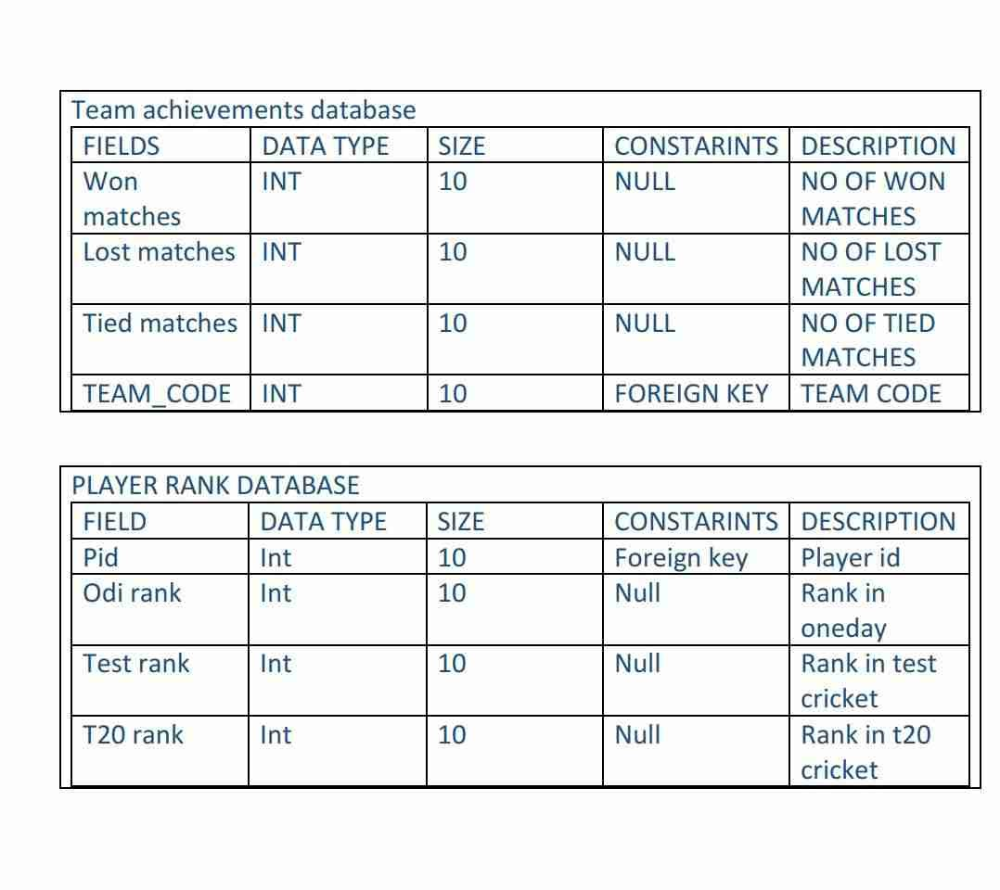 Team achievements database
FIELDS DATA TYPE SIZE CONSTARINTS DESCRIPTION
Won INT 10 NULL NO OF WON
matches MATCHES
Lost matches INT 10 NULL NO OF LOST
MATCHES
Tied matches INT 10 NULL NO OF TIED
MATCHES
TEAM_CODE INT 10 FOREIGN KEY TEAM CODE
PLAYER RANK DATABASE
FIELD DATA TYPE SIZE CONSTARINTS DESCRIPTION
Pid Int 10 Foreign key Player id
Odi rank Int 10 Null Rank in
oneday
Test rank Int 10 Null Rank in test
cricket
T20 rank Int 10 Null Rank in t20
cricket